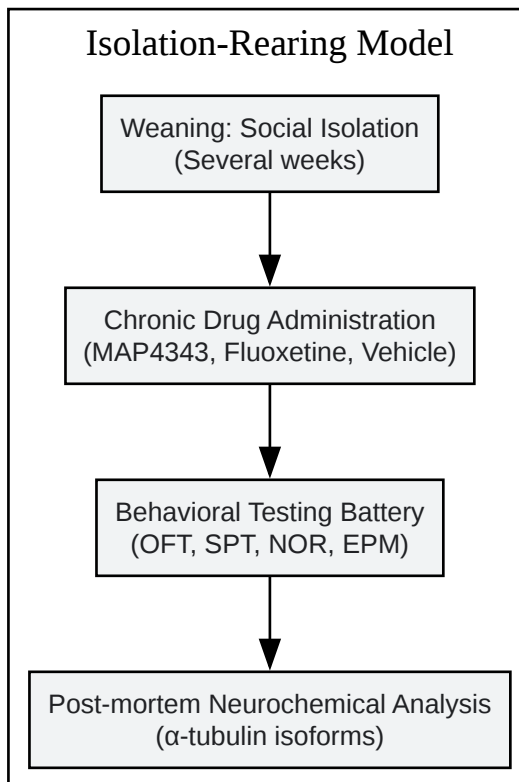 Isolation-Rearing Model
Weaning: Social Isolation
(Several weeks)
Chronic Drug Administration
(MAP4343, Fluoxetine, Vehicle)
Behavioral Testing Battery
(OFT, SPT, NOR, EPM)
Post-mortem Neurochemical Analysis
(α-tubulin isoforms)